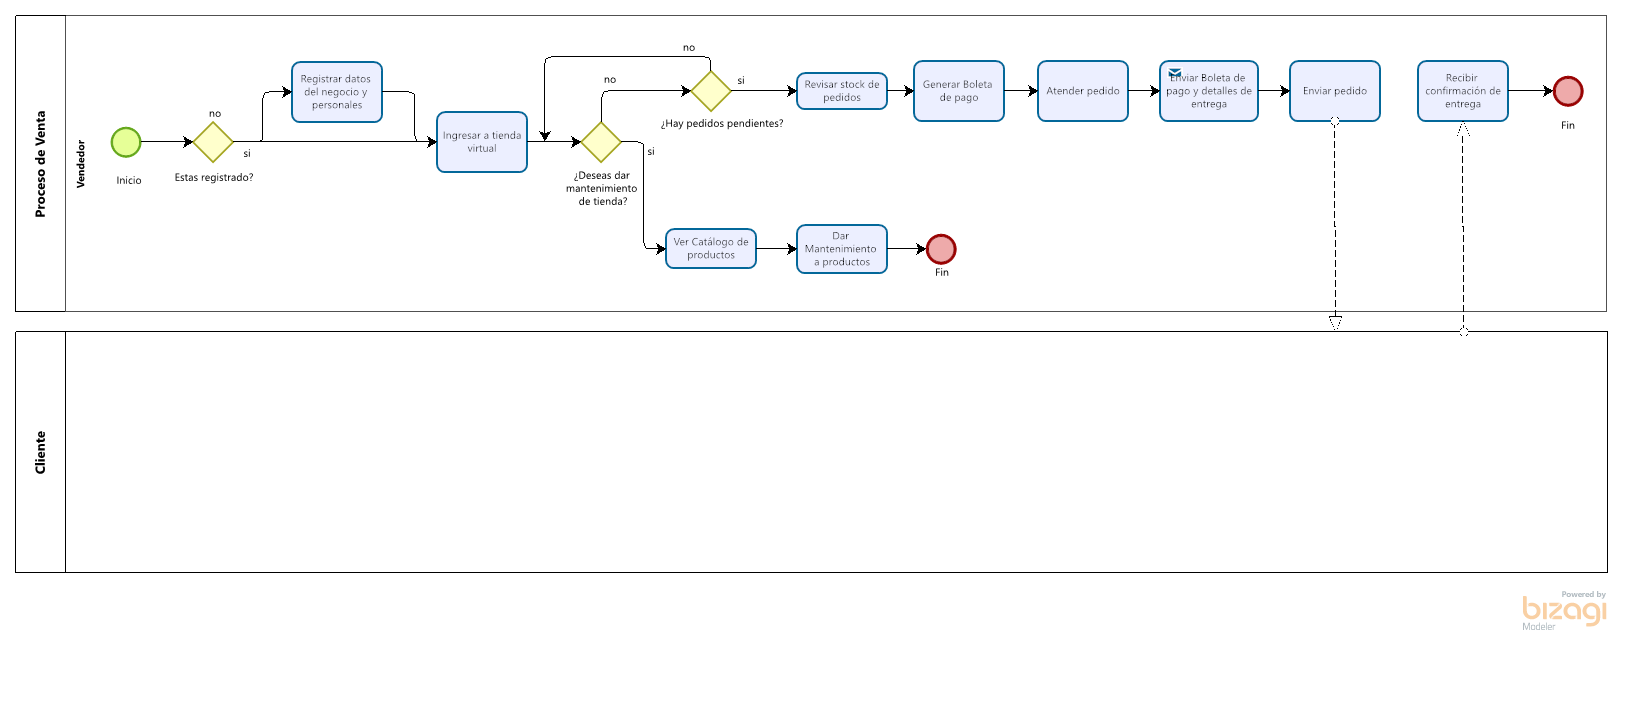 Proceso de Venta
Vendedor
Inicio
no
si
Estas registrado?
Registrar datos
del negocio y
personales
Ingresar a tienda
virtual
no
si
¿Deseas dar
mantenimiento
de tienda?
no
si
¿Hay pedidos pendientes?
Revisar stock de
pedidos
Generar Boleta
de pago
Atender pedido
Enviar Boleta de
pago y detalles de
entrega
Enviar pedido
Recibir
confirmación de
entrega
Fin
Ver Catálogo de
productos
Dar
Mantenimiento
a productos
Fin
Cliente
Powered by
bizagi
Modeler